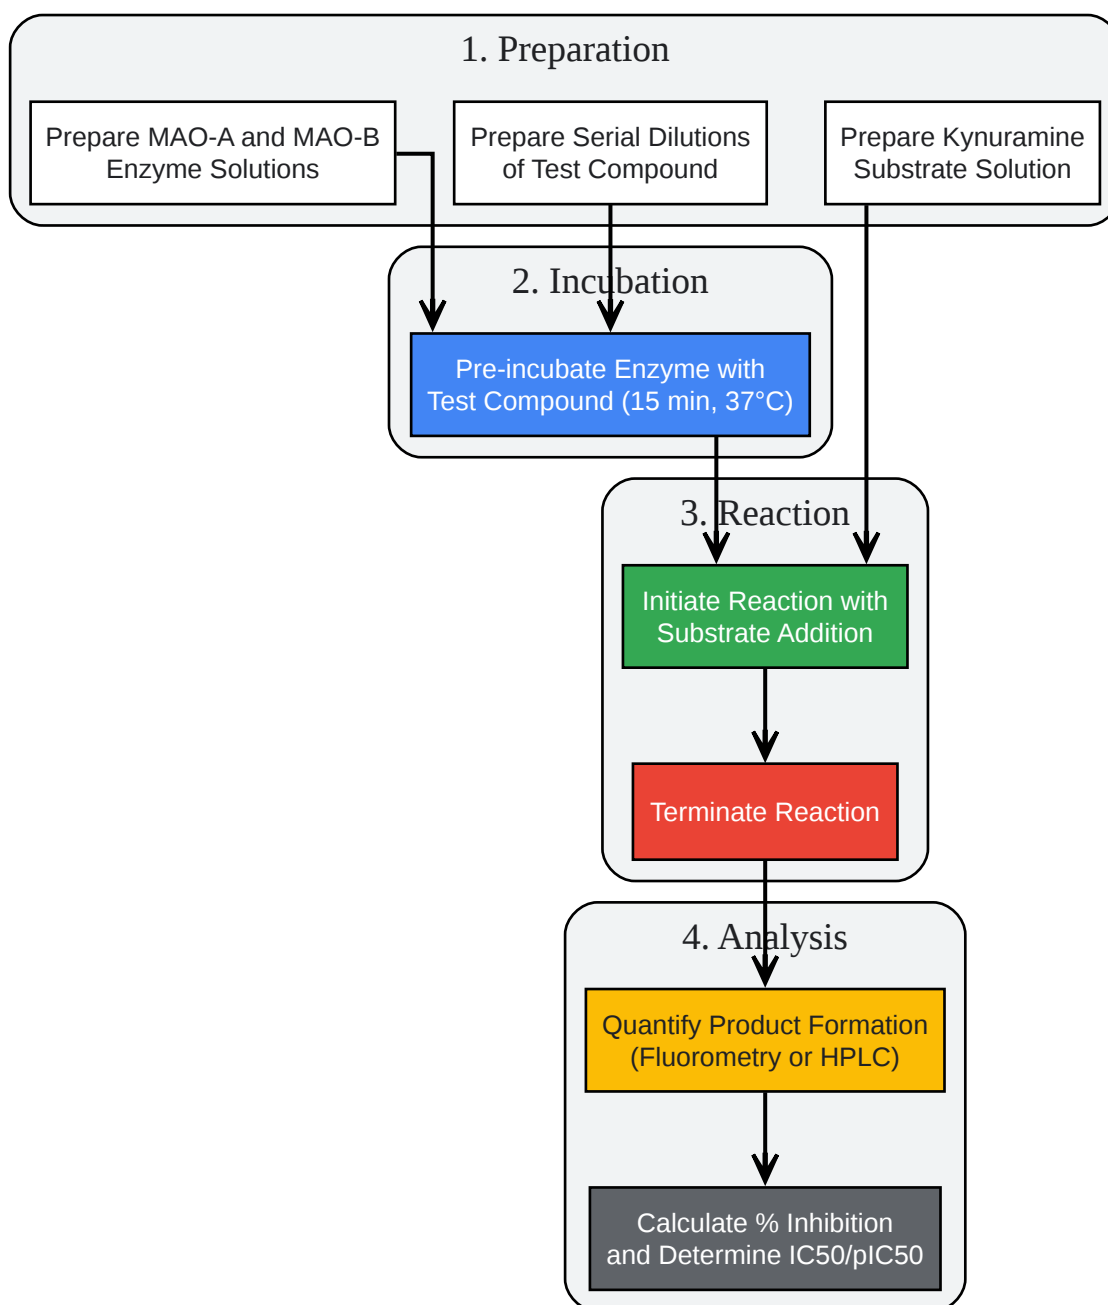 1. Preparation
Prepare MAO-A and MAO-B
Enzyme Solutions
Prepare Serial Dilutions
of Test Compound
Prepare Kynuramine
Substrate Solution
2. Incubation
Pre-incubate Enzyme with
Test Compound (15 min, 37°C)
3. Reaction
Initiate Reaction with
Substrate Addition
Terminate Reaction
4. Analysis
Quantify Product Formation
(Fluorometry or HPLC)
Calculate % Inhibition
and Determine IC50/pIC50